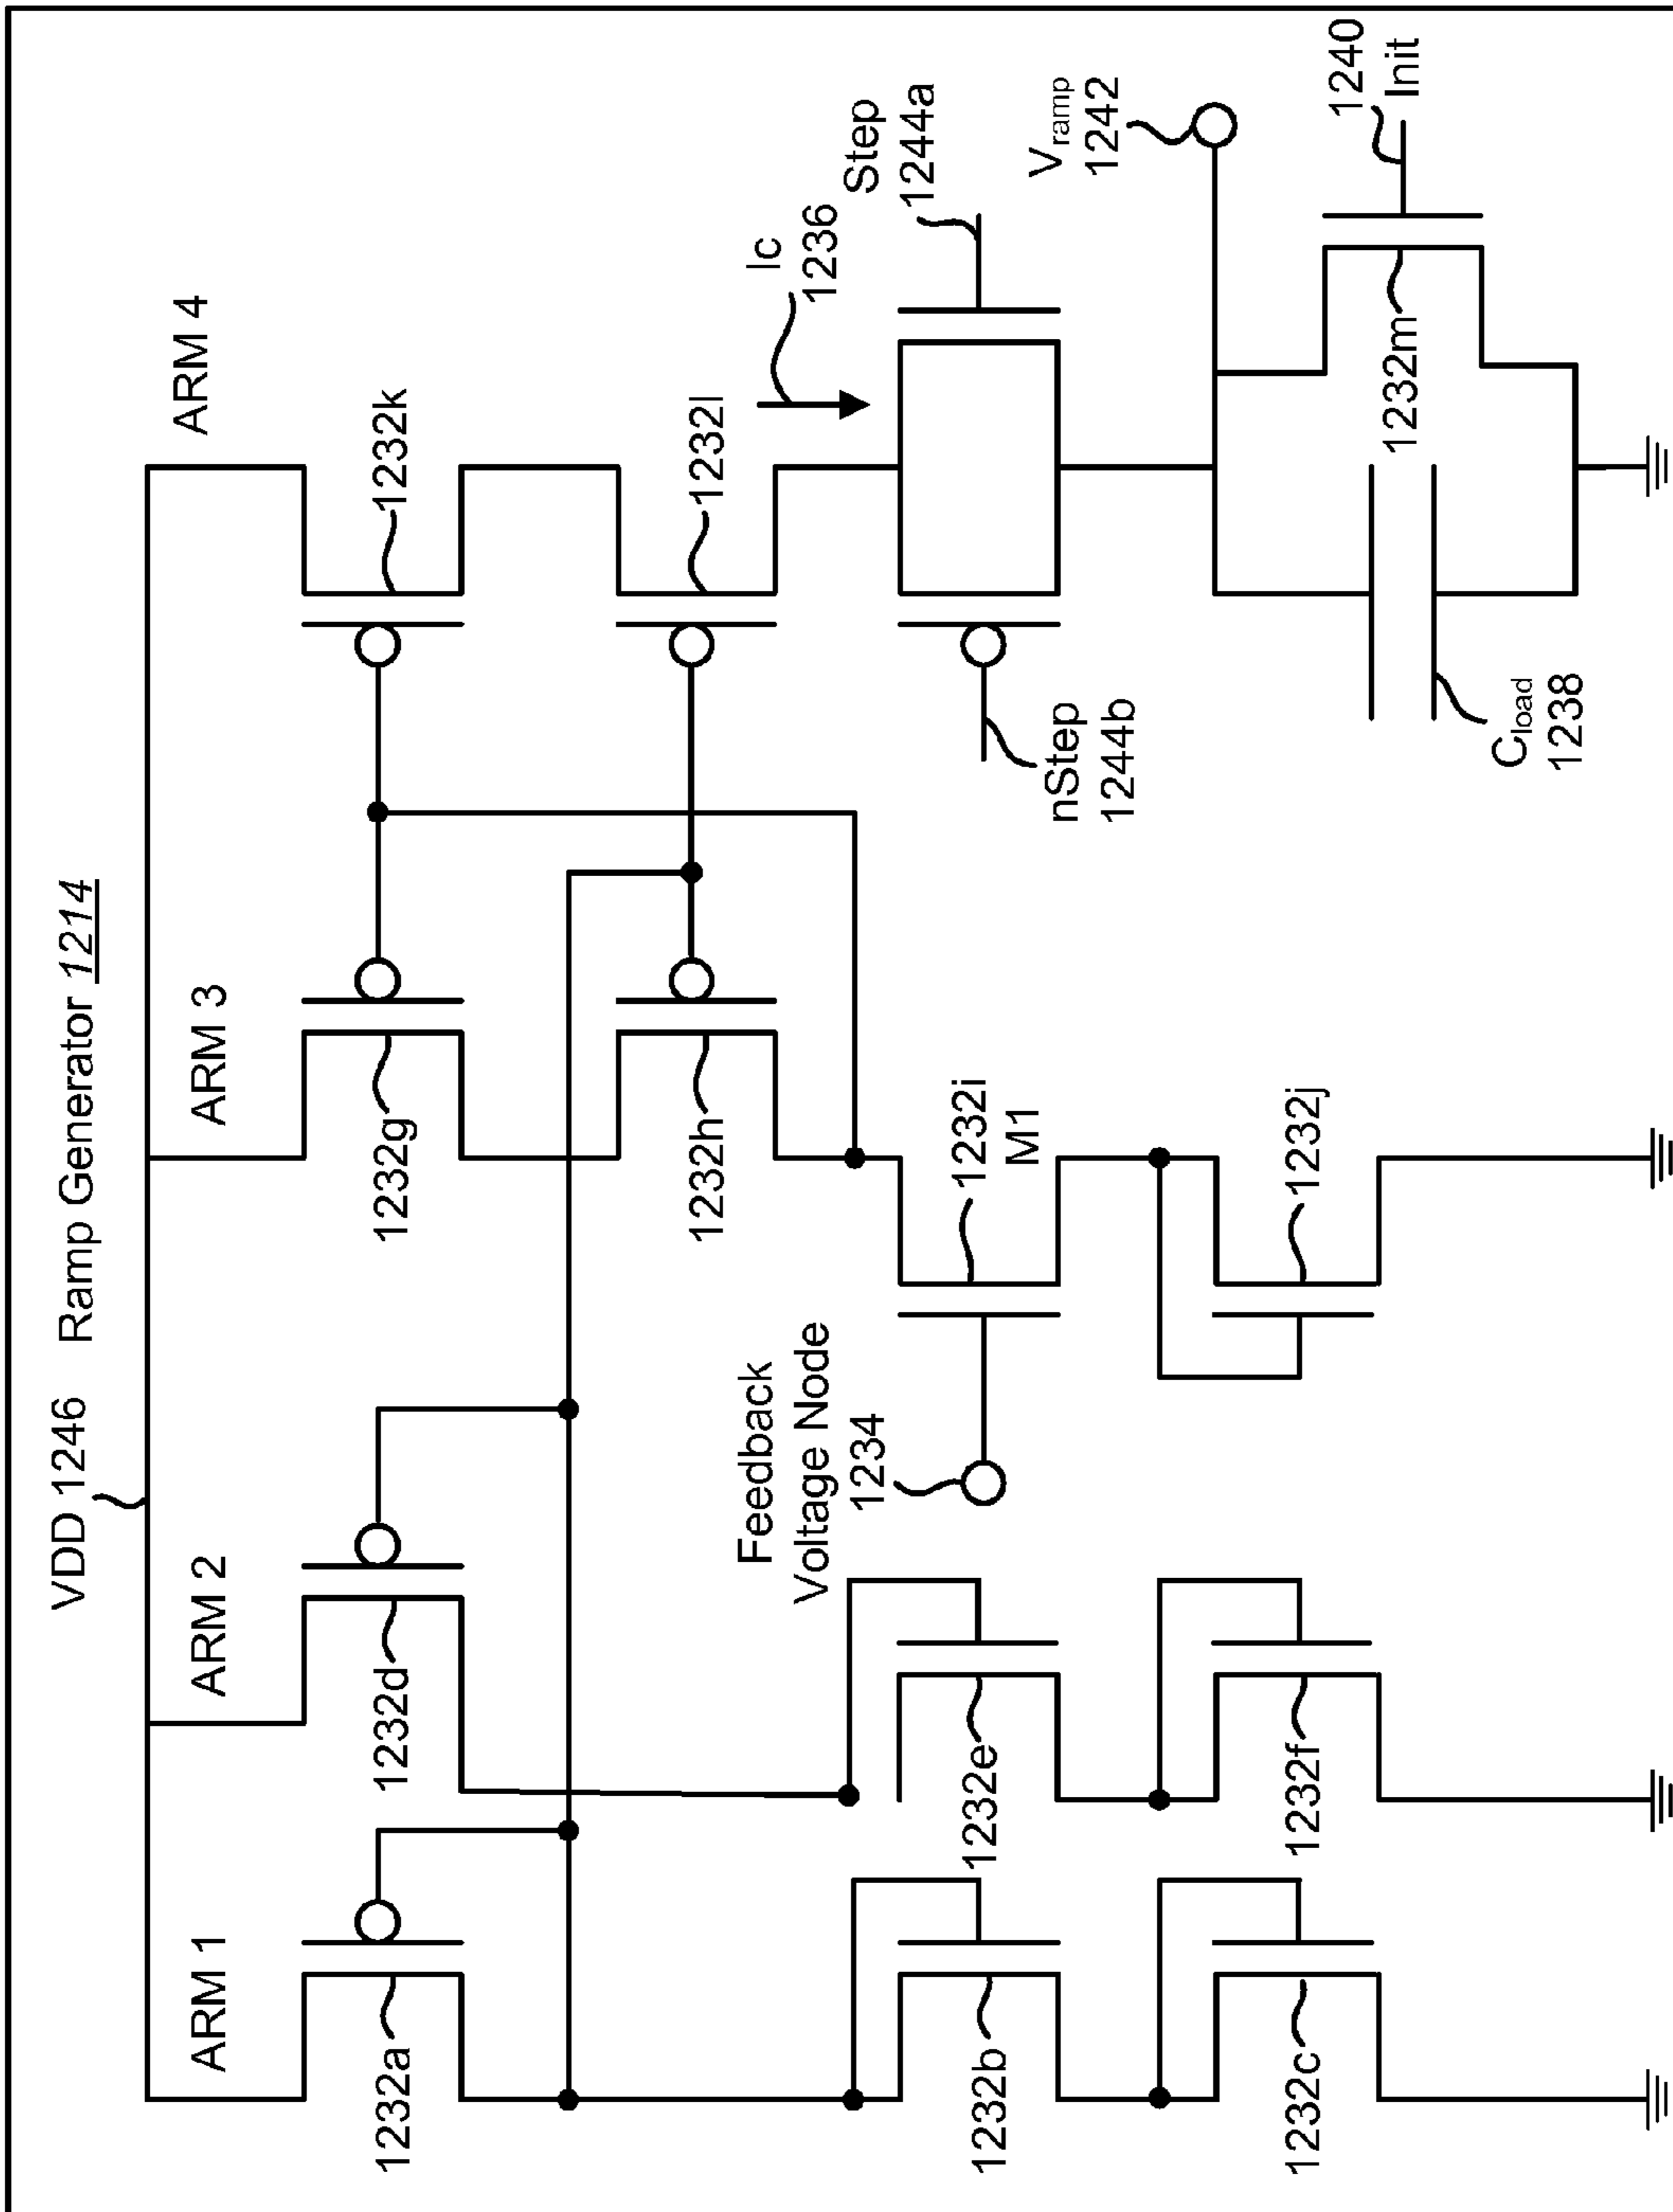 Ramp Generator 1214
VDD 1246
ARM 1
ARM 2
ARM 3
ARM 4
1232a
1232d
1232g
1232k
1232h
1232l
Ic
1236
Feedback
Voltage Node
1234
1232b
1232e
1232i
M1
nStep
1244b
Step
1244a
1232c
1232f
1232j
Vramp
1242
Cload
1238
1232m
1240
Init